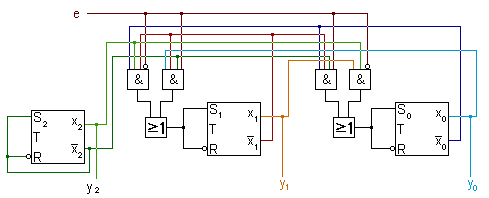 e
& & & &
S₂ x₂ T R x̄₂
≥1 S₁ x₁ T R x̄₁
≥1 S₀ x₀ T R x̄₀
y₂ y₁ y₀